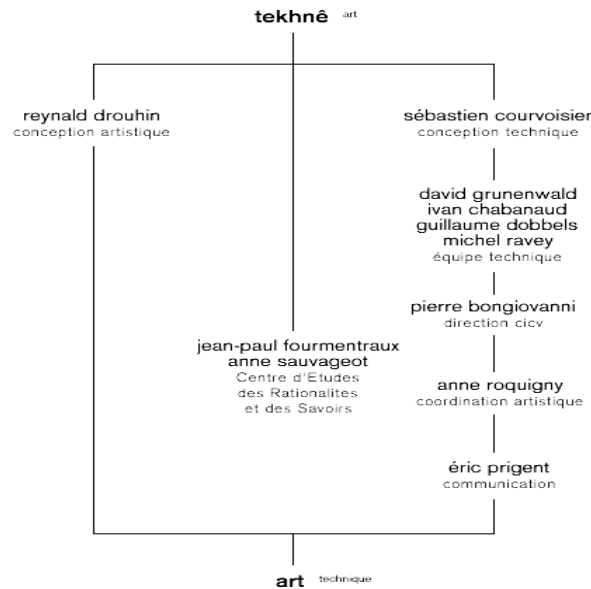 tekhnê art
reynald drouhin
conception artistique
sébastien courvoisier
conception technique
david grunenwald
ivan chabanaud
guillaume dobbels
michel ravey
équipe technique
pierre bongiovanni
direction cicv
jean-paul fourmentraux
anne sauvageot
Centre d'Etudes
des Rationalites
et des Savoirs
anne roquigny
coordination artistique
éric prigent
communication
art technique